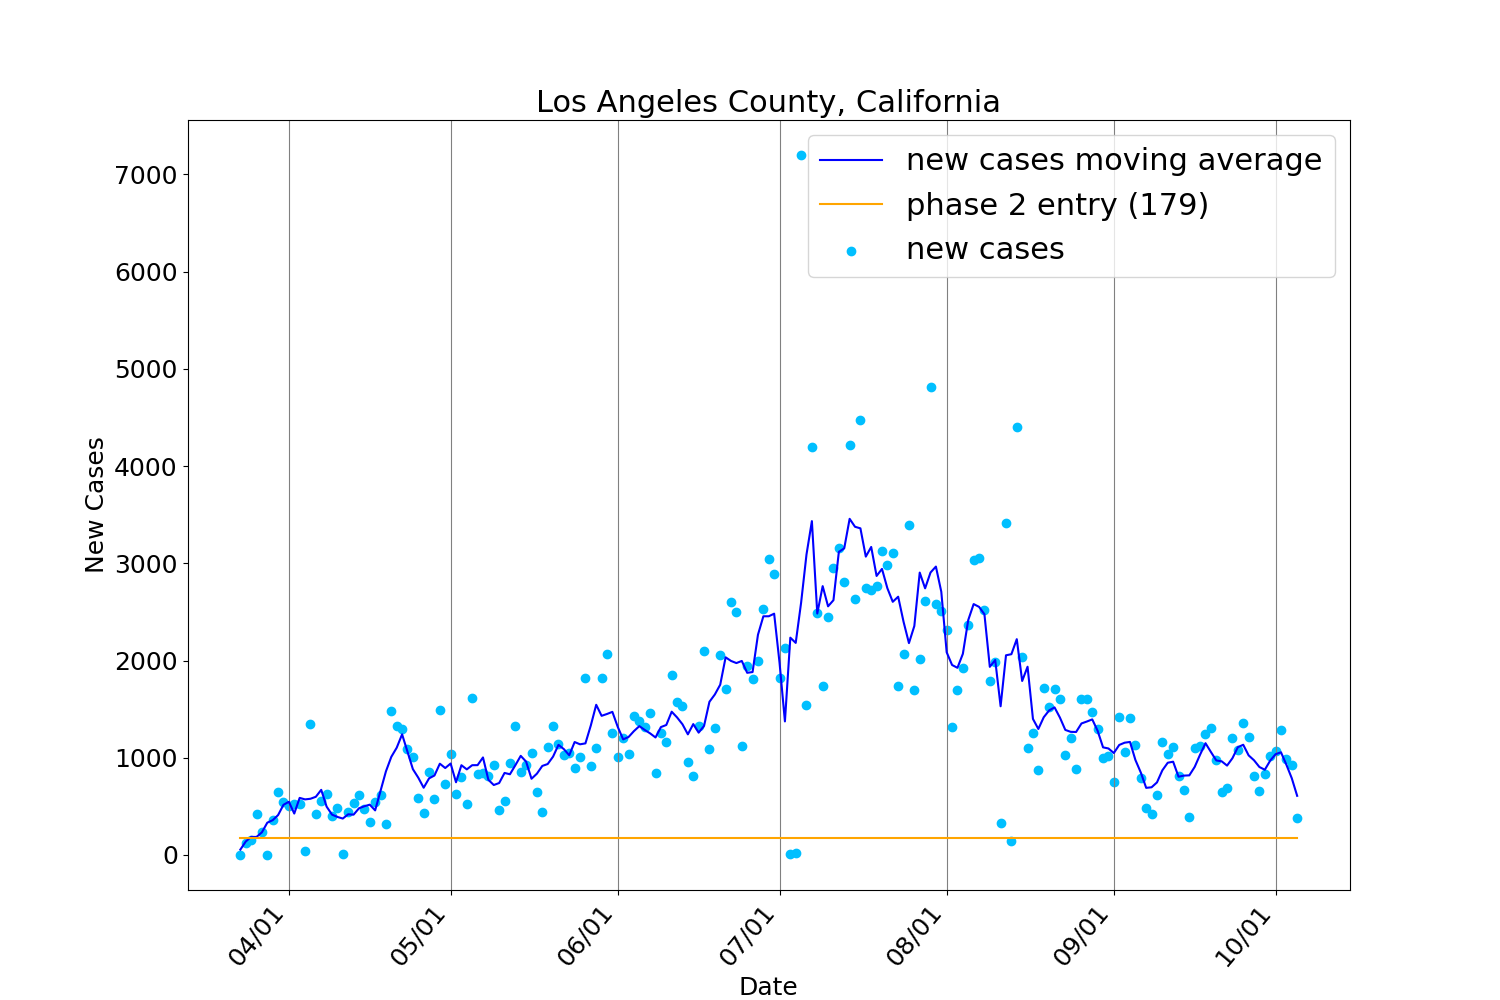 Los Angeles County, California
new cases moving average
phase 2 entry (179)
new cases
7000
6000
5000
4000
3000
2000
1000
0
New Cases
04/01
05/01
06/01
07/01
08/01
09/01
10/01
Date